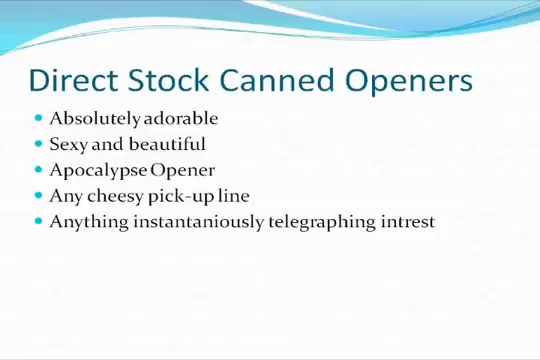 Direct Stock Canned Openers
Absolutely adorable
Sexy and beautiful
Apocalypse Opener
Any cheesy pick-up line
Anything instantaniously telegraphing intrest